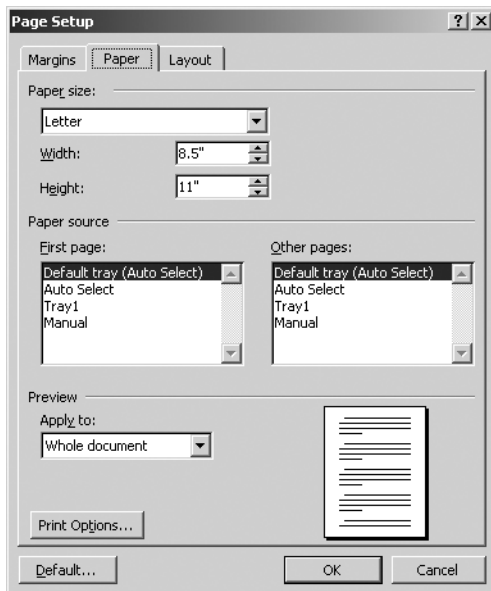 Page Setup
Margins Paper Layout
Paper size:
Letter
Width: 8.5"
Height: 11"
Paper source
First page: Other pages:
Default tray (Auto Select) Default tray (Auto Select)
Auto Select Auto Select
Tray1 Tray1
Manual Manual
Preview
Apply to:
Whole document
Print Options...
Default... OK Cancel